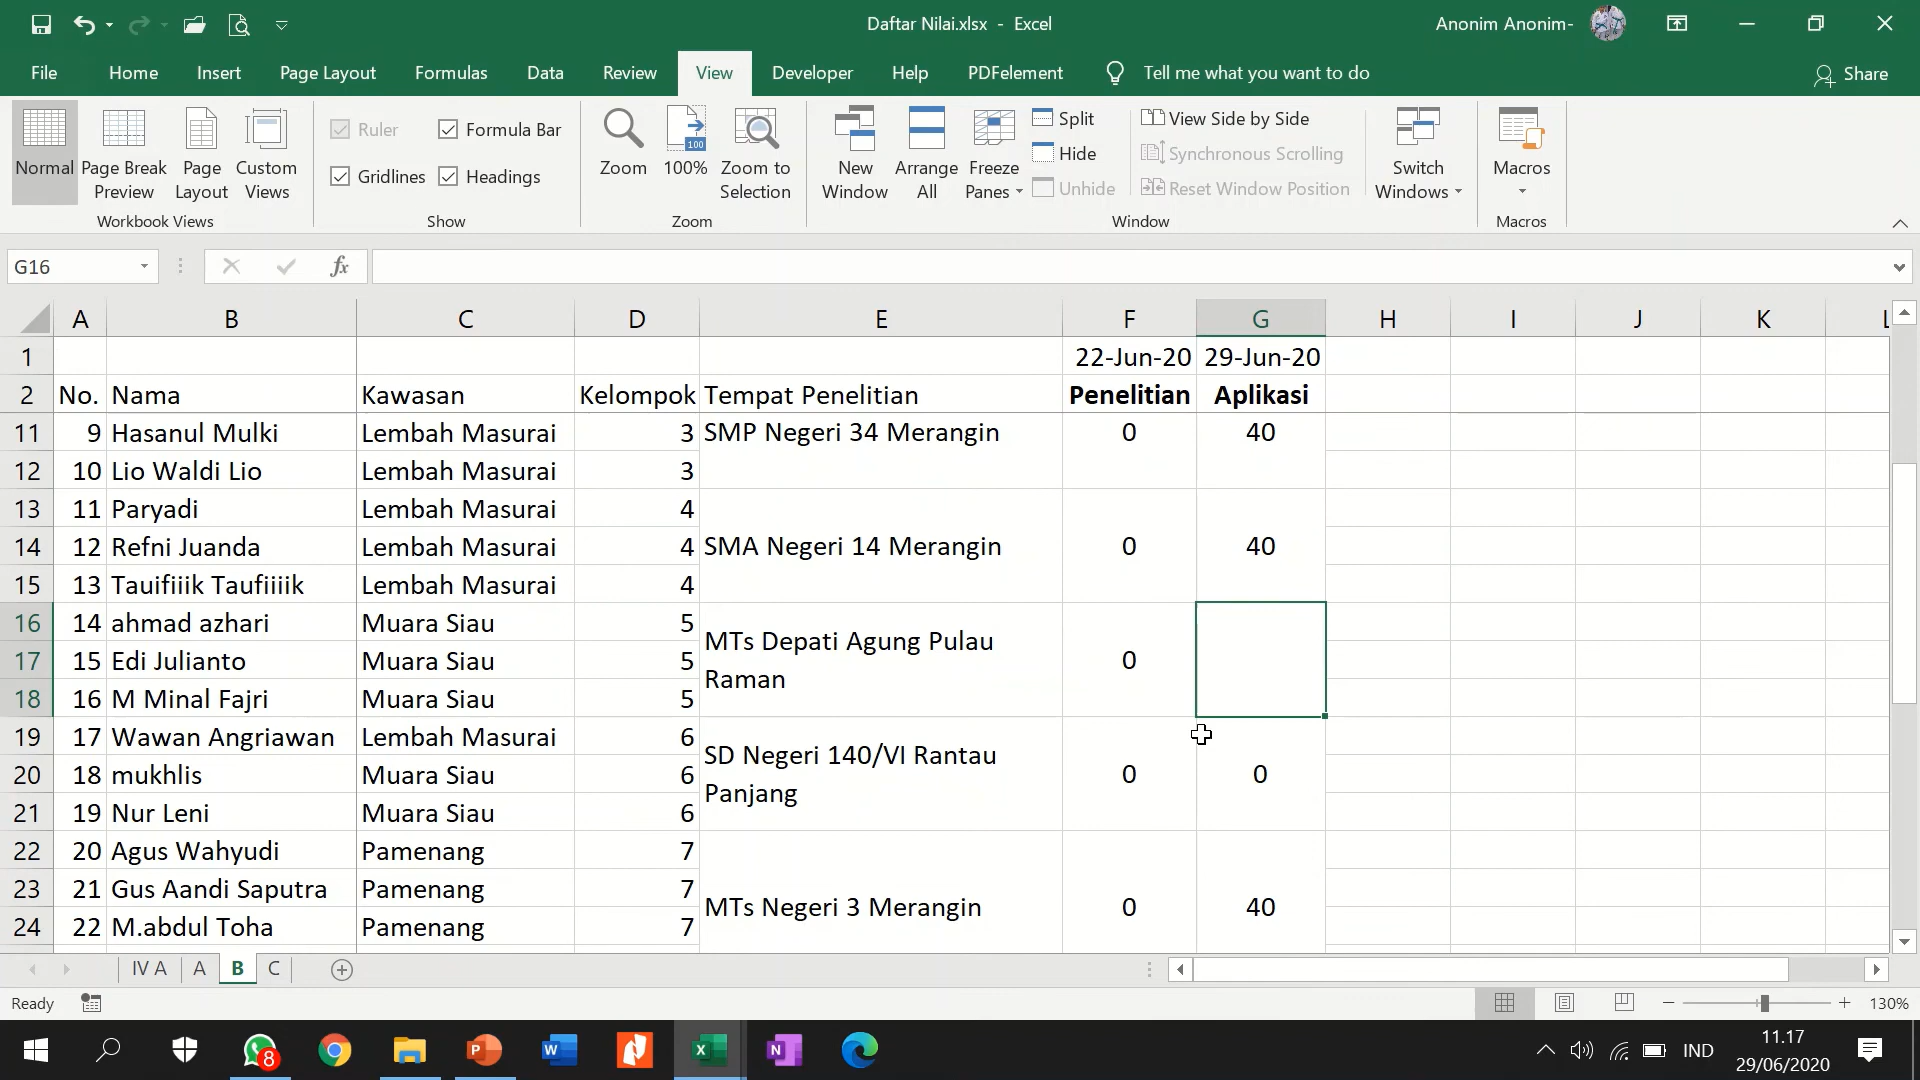 Daftar Nilai.xlsx - Excel
Anonim Anonim-
File Home Insert Page Layout Formulas Data Review View Developer Help PDFelement Tell me what you want to do Share
Normal
Page Break Preview
Page Layout
Custom Views
Workbook Views
Ruler
Formula Bar
Gridlines
Headings
Show
Zoom
100
100%
Zoom to Selection
Zoom
New Window
Arrange All
Freeze Panes
Split
Hide
Unhide
View Side by Side
Synchronous Scrolling
Reset Window Position
Switch Windows
Window
Macros
Macros
G16 fx
A B C D E F G H I J K L
1 22-Jun-20 29-Jun-20
2 No. Nama Kawasan Kelompok Tempat Penelitian Penelitian Aplikasi
11 9 Hasanul Mulki Lembah Masurai 3 SMP Negeri 34 Merangin 0 40
12 10 Lio Waldi Lio Lembah Masurai 3
13 11 Paryadi Lembah Masurai 4
14 12 Refni Juanda Lembah Masurai 4 SMA Negeri 14 Merangin 0 40
15 13 Tauifiiik Taufiiiik Lembah Masurai 4
16 14 ahmad azhari Muara Siau 5
17 15 Edi Julianto Muara Siau 5 MTs Depati Agung Pulau Raman 0
18 16 M Minal Fajri Muara Siau 5
19 17 Wawan Angriawan Lembah Masurai 6
20 18 mukhlis Muara Siau 6 SD Negeri 140/VI Rantau Panjang 0 0
21 19 Nur Leni Muara Siau 6
22 20 Agus Wahyudi Pamenang 7
23 21 Gus Aandi Saputra Pamenang 7 MTs Negeri 3 Merangin 0 40
24 22 M.abdul Toha Pamenang 7
IV A A B C
Ready 130%
8
IND
11.17
29/06/2020